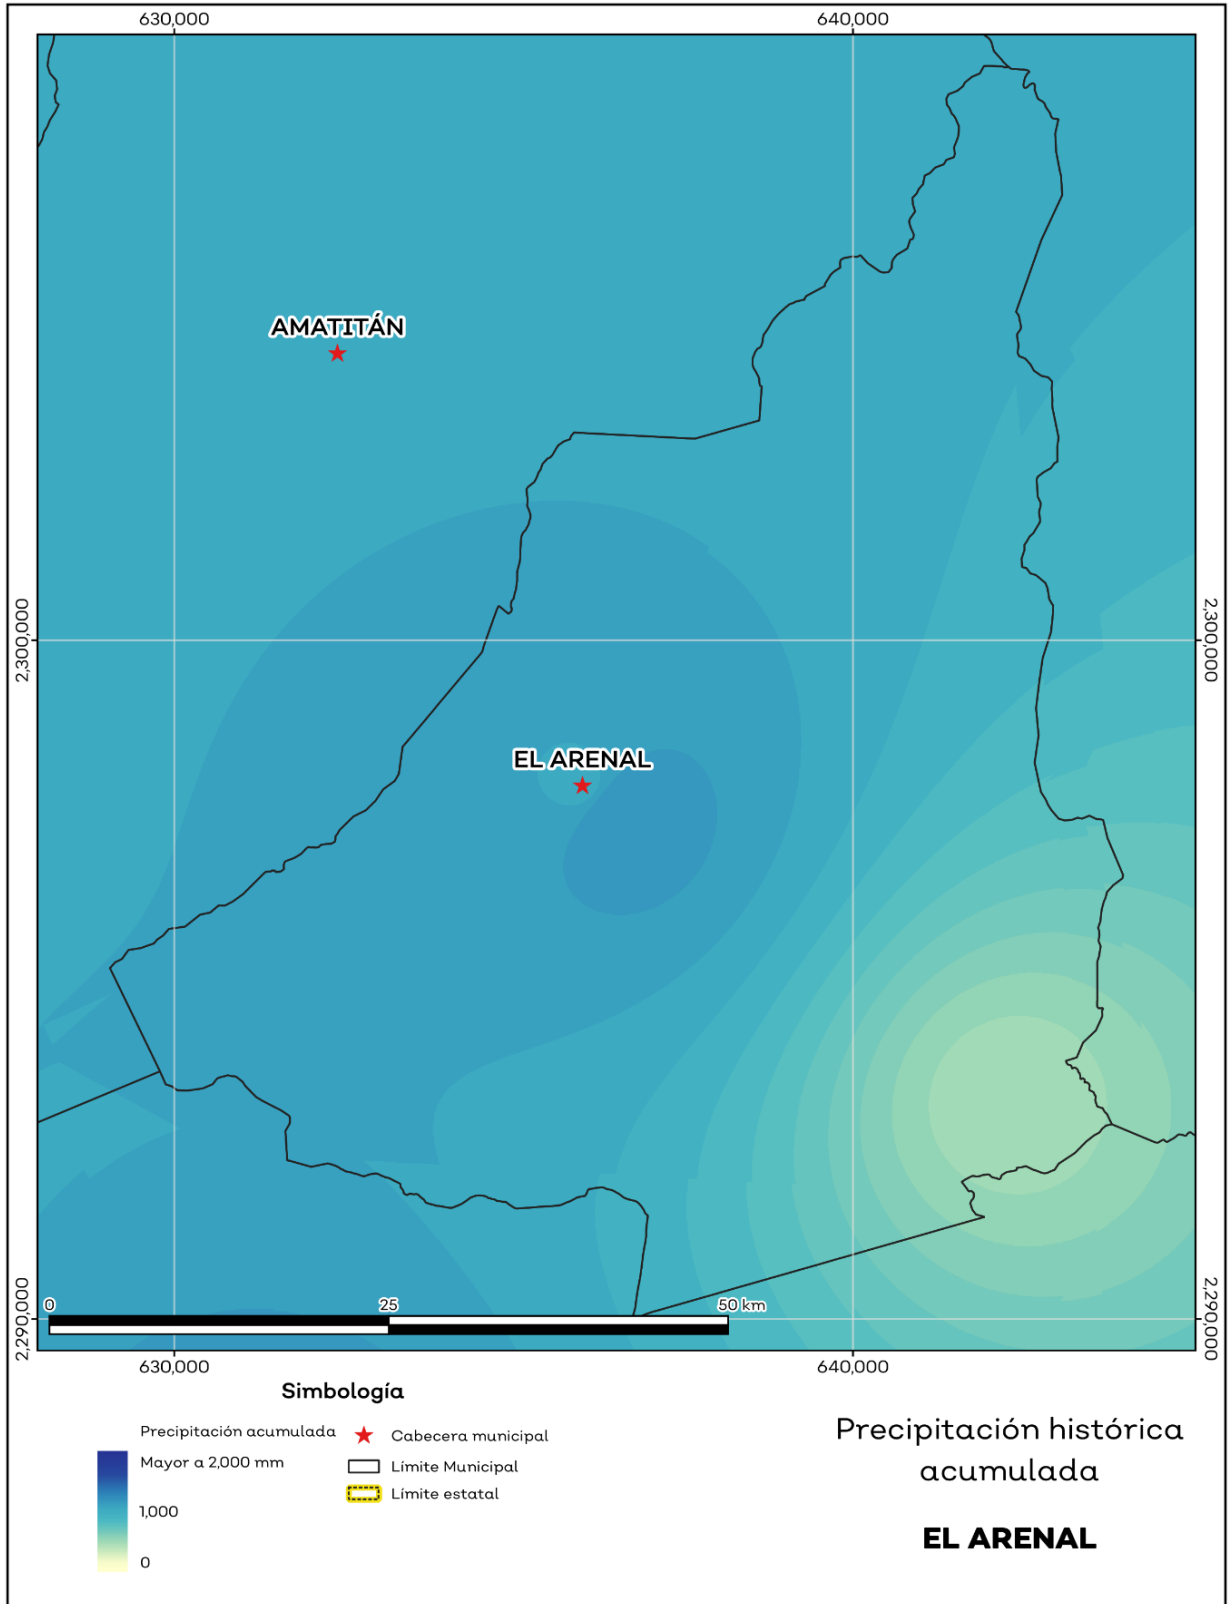 630,000
640,000
AMATITÁN
2,300,000
2,300,000
EL ARENAL
2,290,000
2,290,000
0
25
50 km
630,000
640,000
Simbología
Precipitación acumulada
Mayor a 2,000 mm
1,000
0
Cabecera municipal
Límite Municipal
Límite estatal
Precipitación histórica
acumulada
EL ARENAL